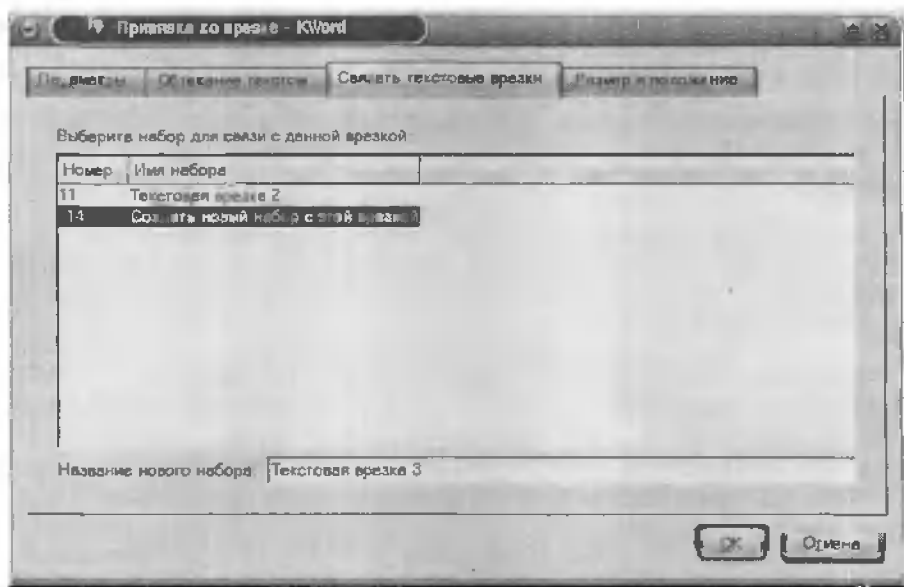 Привязка ко врезке - KWord
Параметры Обтекание текстом Связать текстовые врезки Размер и положение
Выберите набор для связи с данной врезкой:
Номер Имя набора
11 Текстовая врезка 2
14 Создать новый набор с этой врезкой
Название нового набора: Текстовая врезка 3
OK Отмена